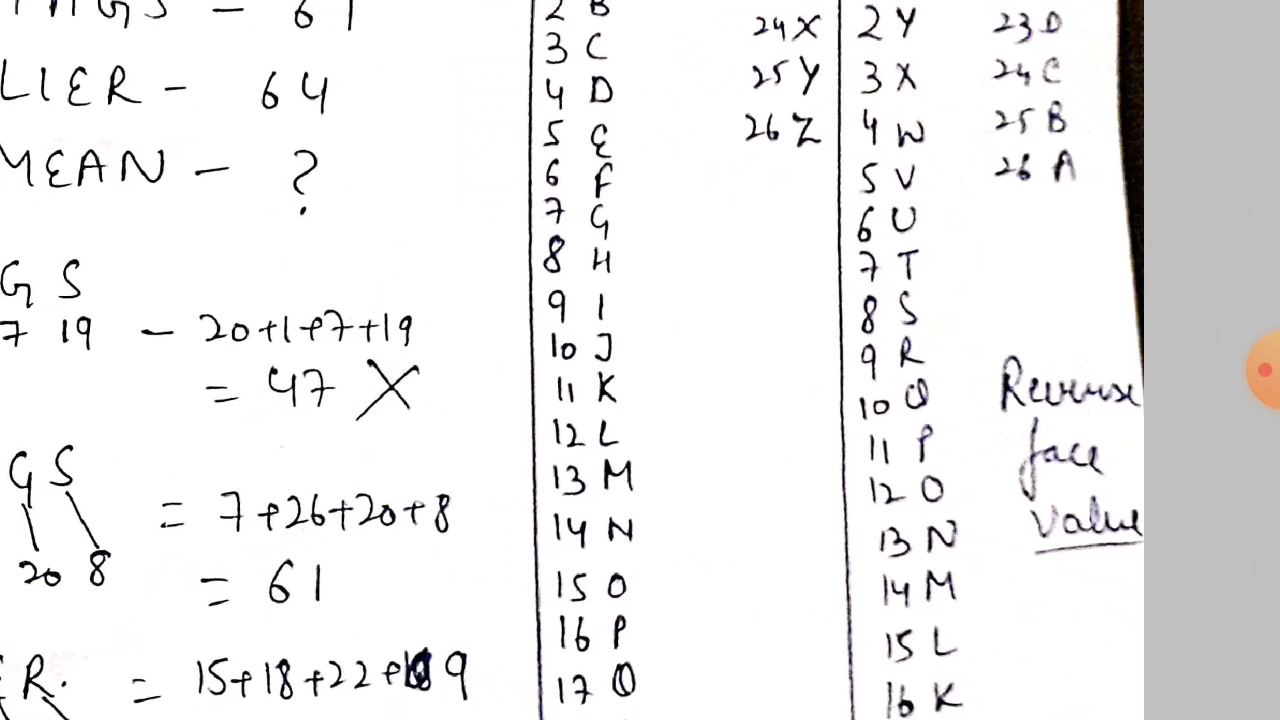 TAGS - 61
LIER - 64
MEAN - ?
G S
7 19 - 20+1+7+19
= 47 X
G S
20 8
= 7+26+20+8
= 61
ER. = 15+18+22+9
2 B
3 C
4 D
5 E
6 F
7 G
8 H
9 I
10 J
11 K
12 L
13 M
14 N
15 O
16 P
17 Q
24 X
25 Y
26 Z
2 Y
3 X
4 W
5 V
6 U
7 T
8 S
9 R
10 Q
11 P
12 O
13 N
14 M
15 L
16 K
23 D
24 C
25 B
26 A
Reverse
face
value